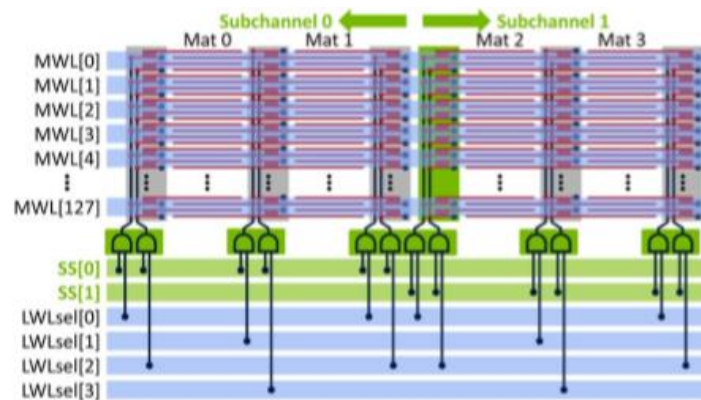 Subchannel 0 Subchannel 1
Mat 0 Mat 1 Mat 2 Mat 3
MWL[0]
MWL[1]
MWL[2]
MWL[3]
MWL[4]
MWL[127]
SS[0]
SS[1]
LWLsel[0]
LWLsel[1]
LWLsel[2]
LWLsel[3]